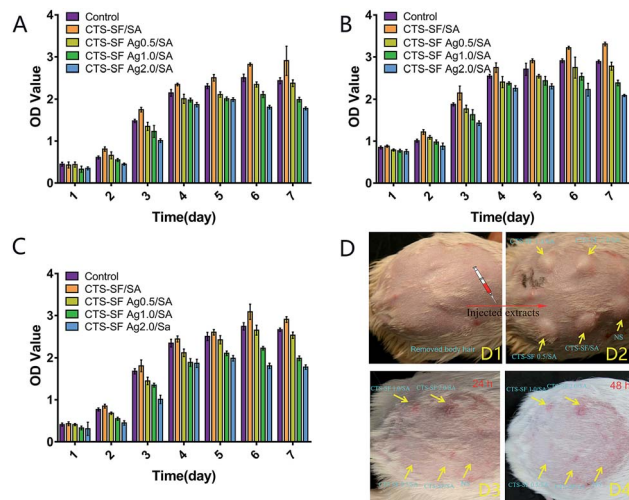 A
Control
CTS-SF/SA
CTS-SF Ag0.5/SA
CTS-SF Ag1.0/SA
CTS-SF Ag2.0/SA
OD Value
4
3
2
1
0
1 2 3 4 5 6 7
Time(day)
B
Control
CTS-SF/SA
CTS-SF Ag0.5/SA
CTS-SF Ag1.0/SA
CTS-SF Ag2.0/SA
OD Value
4
3
2
1
0
1 2 3 4 5 6 7
Time(day)
C
Control
CTS-SF/SA
CTS-SF Ag0.5/SA
CTS-SF Ag1.0/SA
CTS-SF Ag2.0/Sa
OD Value
4
3
2
1
0
1 2 3 4 5 6 7
Time(day)
D
Injected extracts
Removed body hair
D1
NS
CTS-SF/SA
CTS-SF 0.5/SA
D2
CTS-SF 1.0/SA
D3
48 h
D4